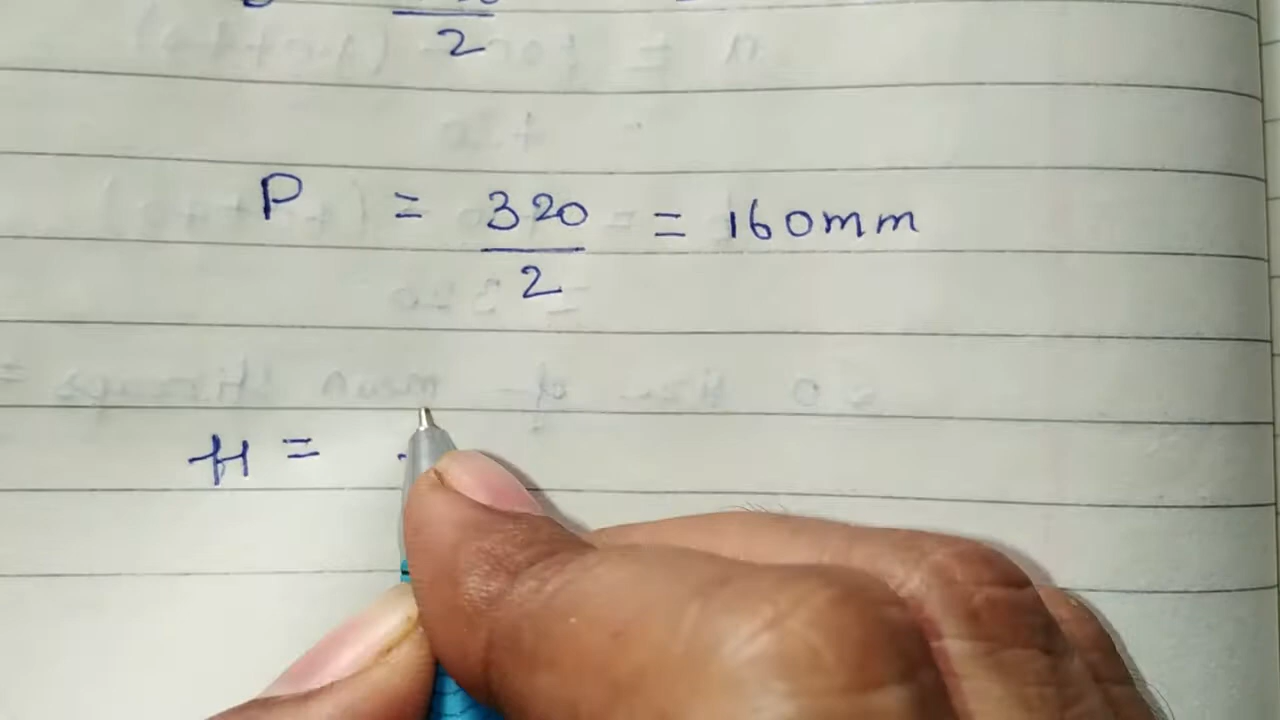 2
P = 320 = 160mm
2
H =